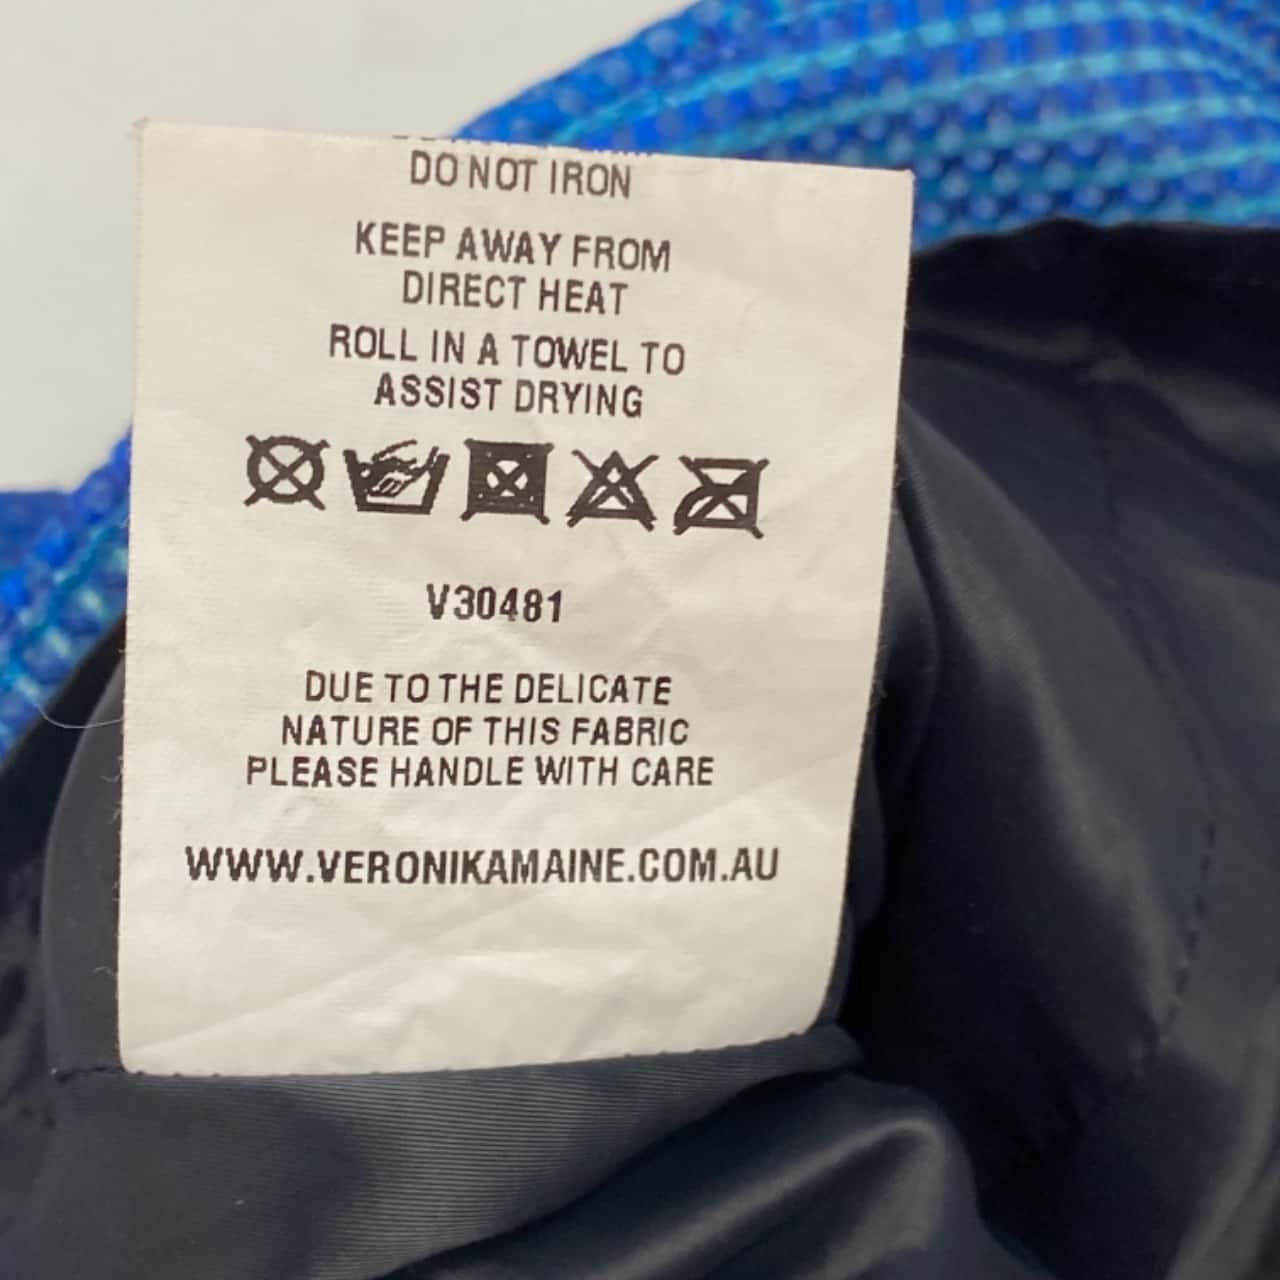 DO NOT IRON
KEEP AWAY FROM
DIRECT HEAT
ROLL IN A TOWEL TO
ASSIST DRYING
V30481
DUE TO THE DELICATE
NATURE OF THIS FABRIC
PLEASE HANDLE WITH CARE
WWW.VERONIKAMAINE.COM.AU